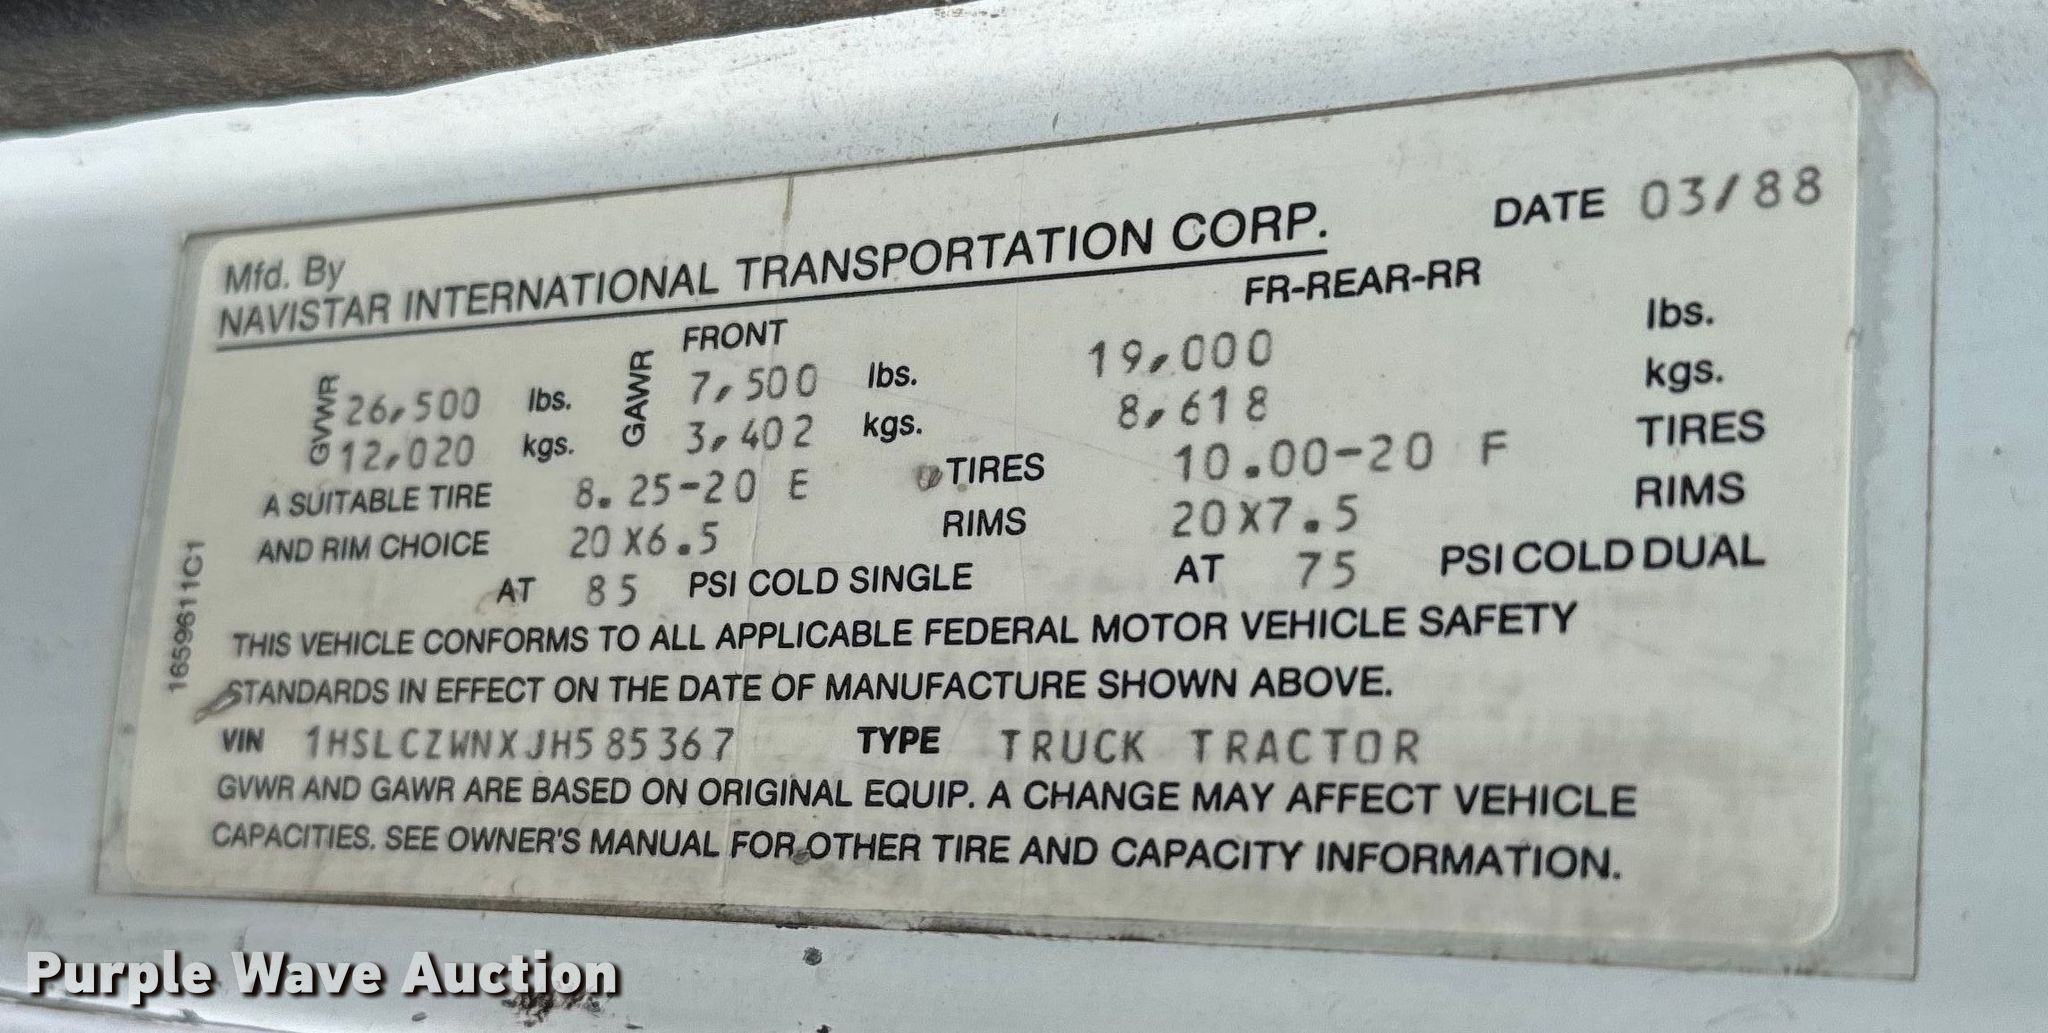 DATE 03/88
Mfd. By
NAVISTAR INTERNATIONAL TRANSPORTATION CORP.
FRONT FR-REAR-RR
GVWR 26,500 lbs. GAWR 7,500 lbs. 19,000 lbs.
12,020 kgs. 3,402 kgs. 8,618 kgs.
A SUITABLE TIRE 8.25-20 E TIRES 10.00-20 F TIRES
AND RIM CHOICE 20X6.5 RIMS 20X7.5 RIMS
AT 85 PSI COLD SINGLE AT 75 PSI COLD DUAL
THIS VEHICLE CONFORMS TO ALL APPLICABLE FEDERAL MOTOR VEHICLE SAFETY
STANDARDS IN EFFECT ON THE DATE OF MANUFACTURE SHOWN ABOVE.
VIN 1HSLCZWNXJH585367 TYPE TRUCK TRACTOR
GVWR AND GAWR ARE BASED ON ORIGINAL EQUIP. A CHANGE MAY AFFECT VEHICLE
CAPACITIES. SEE OWNER'S MANUAL FOR OTHER TIRE AND CAPACITY INFORMATION.
1659611C1
Purple Wave Auction